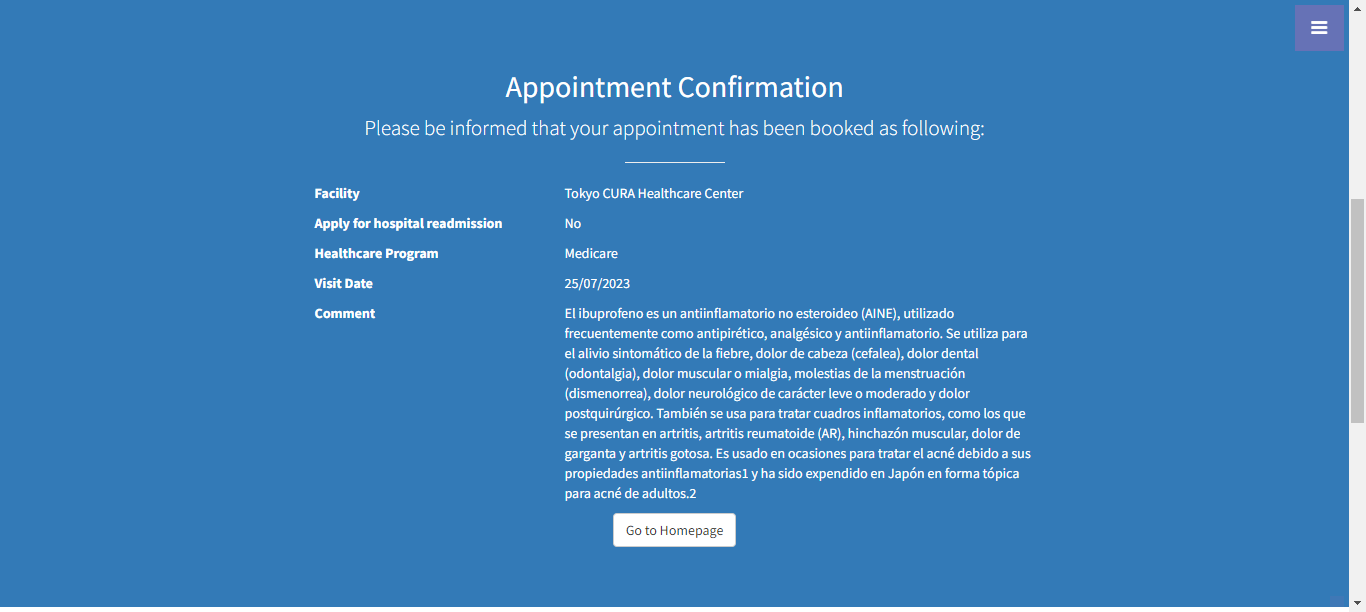 Appointment Confirmation
Please be informed that your appointment has been booked as following:
Facility Tokyo CURA Healthcare Center
Apply for hospital readmission No
Healthcare Program Medicare
Visit Date 25/07/2023
Comment El ibuprofeno es un antiinflamatorio no esteroideo (AINE), utilizado
frecuentemente como antipirético, analgésico y antiinflamatorio. Se utiliza para
el alivio sintomático de la fiebre, dolor de cabeza (cefalea), dolor dental
(odontalgia), dolor muscular o mialgia, molestias de la menstruación
(dismenorrea), dolor neurológico de carácter leve o moderado y dolor
postquirúrgico. También se usa para tratar cuadros inflamatorios, como los que
se presentan en artritis, artritis reumatoide (AR), hinchazón muscular, dolor de
garganta y artritis gotosa. Es usado en ocasiones para tratar el acné debido a sus
propiedades antiinflamatorias1 y ha sido expendido en Japón en forma tópica
para acné de adultos.2
Go to Homepage